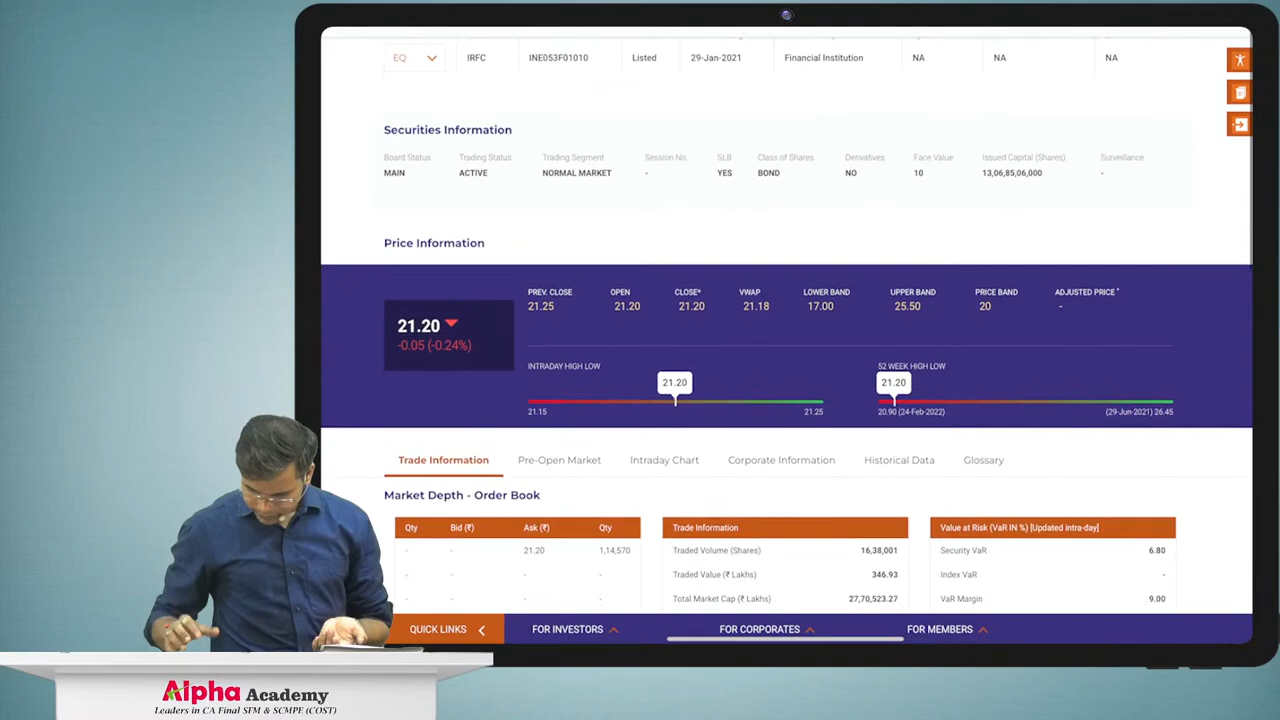 EQ IRFC INE053F01010 Listed 29-Jan-2021 Financial Institution NA NA NA
Securities Information
Board Status Trading Status Trading Segment Session No. SLB Class of Shares Derivatives Face Value Issued Capital (Shares) Surveillance
MAIN ACTIVE NORMAL MARKET - YES BOND NO 10 13,06,85,06,000 -
Price Information
PREV. CLOSE OPEN CLOSE* VWAP LOWER BAND UPPER BAND PRICE BAND ADJUSTED PRICE*
21.25 21.20 21.20 21.18 17.00 25.50 20 -
21.20
-0.05 (-0.24%)
INTRADAY HIGH LOW 52 WEEK HIGH LOW
21.20 21.20
21.15 21.25 20.90 (24-Feb-2022) (29-Jun-2021) 26.45
Trade Information Pre-Open Market Intraday Chart Corporate Information Historical Data Glossary
Market Depth - Order Book
Qty Bid (₹) Ask (₹) Qty Trade Information Value at Risk (VaR IN %) [Updated intra-day]
- - 21.20 1,14,570 Traded Volume (Shares) 16,38,001 Security VaR 6.80
- - - - Traded Value (₹ Lakhs) 346.93 Index VaR -
- - - - Total Market Cap (₹ Lakhs) 27,70,523.27 VaR Margin 9.00
QUICK LINKS FOR INVESTORS FOR CORPORATES FOR MEMBERS
Alpha Academy
Leaders in CA Final SFM & SCMPE (COST)